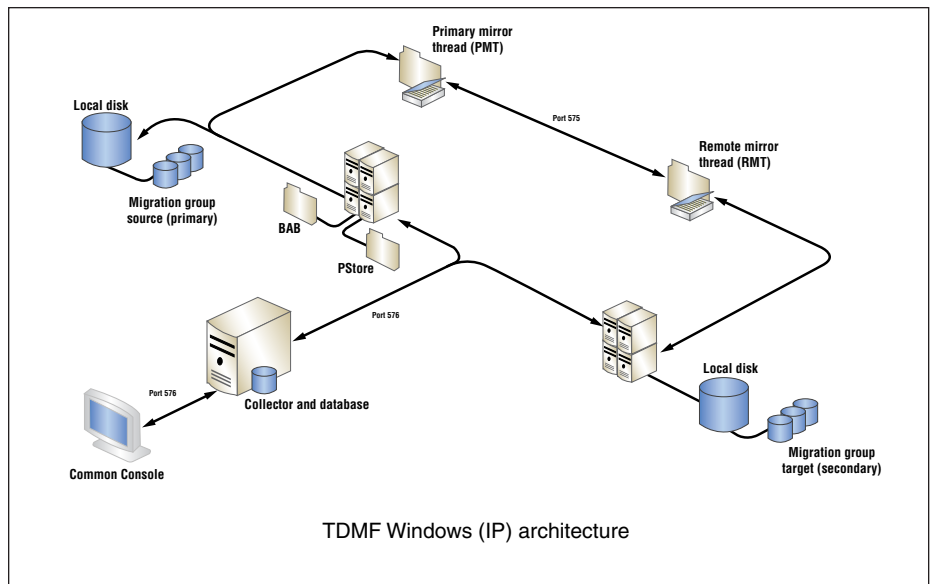 Primary mirror
thread (PMT)
Local disk
Port 575
Remote mirror
thread (RMT)
Migration group
source (primary)
BAB
PStore
Port 576
Local disk
Port 576
Collector and database
Common Console
Migration group
target (secondary)
TDMF Windows (IP) architecture